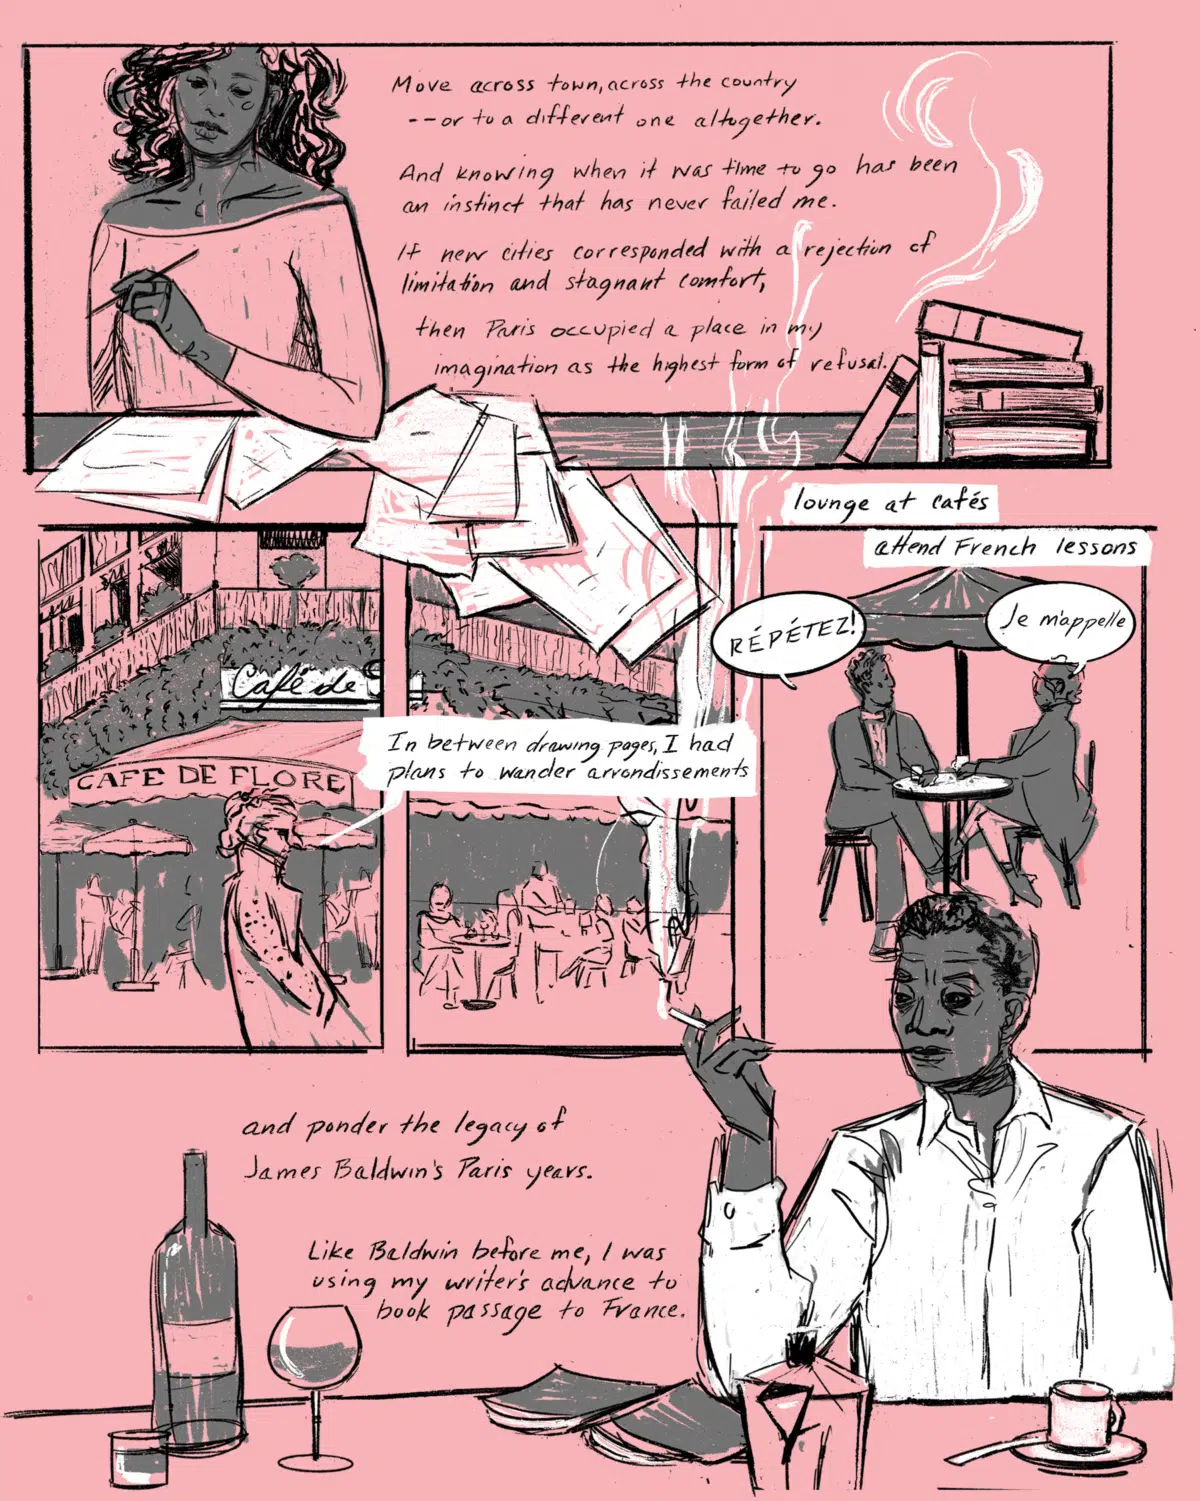 Move across town, across the country
--or to a different one altogether.
And knowing when it was time to go has been
an instinct that has never failed me.
If new cities corresponded with a rejection of
limitation and stagnant comfort,
then Paris occupied a place in my
imagination as the highest form of refusal.
Café de
CAFE DE FLORE
In between drawing pages, I had
plans to wander arrondissements
lounge at cafés
attend French lessons
RÉPÉTEZ!
Je m'appelle
and ponder the legacy of
James Baldwin's Paris years.
Like Baldwin before me, I was
using my writer's advance to
book passage to France.